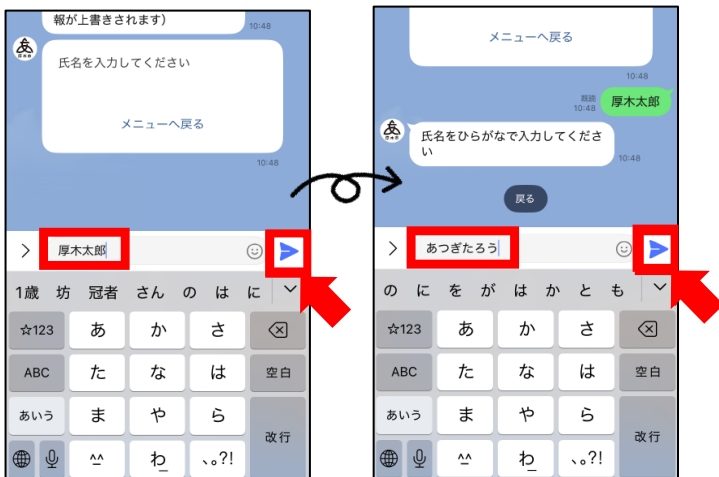 報が上書きされます）
10:48
氏名を入力してください
メニューへ戻る
10:48
厚木太郎
1歳 坊 冠者 さん の は に
☆123 あ か さ
ABC た な は 空白
あいう ま や ら
改行
^^ わ_ 、。?!
メニューへ戻る
10:48
既読
10:48 厚木太郎
氏名をひらがなで入力してくださ
い
10:48
戻る
あつぎたろう
の に を が は か と も
☆123 あ か さ
ABC た な は 空白
あいう ま や ら
改行
^^ わ_ 、。?!